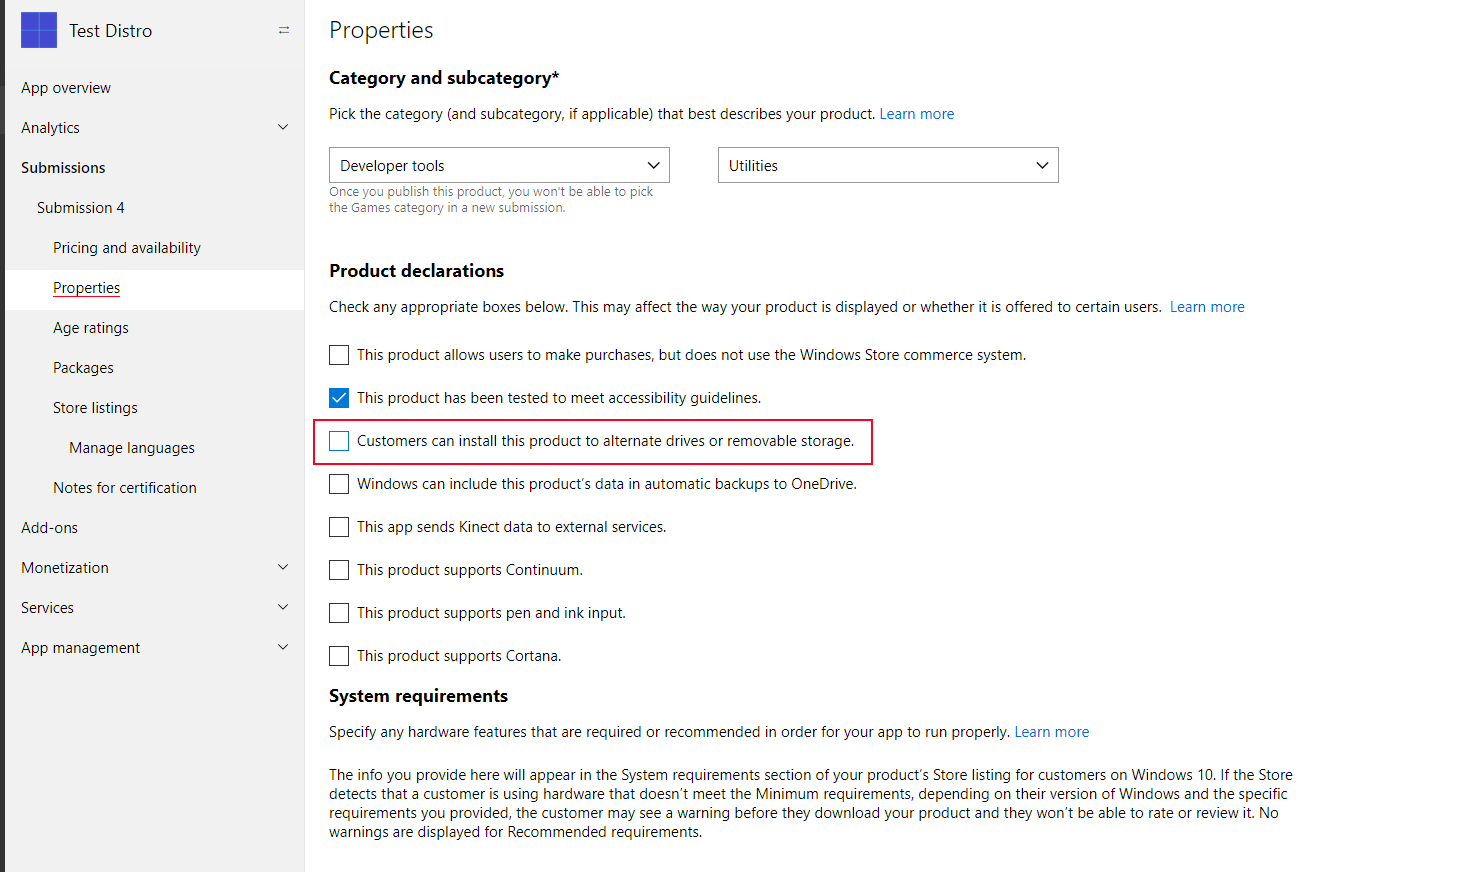 Test Distro
App overview
Analytics
Submissions
Submission 4
Pricing and availability
Properties
Age ratings
Packages
Store listings
Manage languages
Notes for certification
Add-ons
Monetization
Services
App management
Properties
Category and subcategory*
Pick the category (and subcategory, if applicable) that best describes your product. Learn more
Developer tools
Utilities
Once you publish this product, you won't be able to pick
the Games category in a new submission.
Product declarations
Check any appropriate boxes below. This may affect the way your product is displayed or whether it is offered to certain users. Learn more
This product allows users to make purchases, but does not use the Windows Store commerce system.
This product has been tested to meet accessibility guidelines.
Customers can install this product to alternate drives or removable storage.
Windows can include this product's data in automatic backups to OneDrive.
This app sends Kinect data to external services.
This product supports Continuum.
This product supports pen and ink input.
This product supports Cortana.
System requirements
Specify any hardware features that are required or recommended in order for your app to run properly. Learn more
The info you provide here will appear in the System requirements section of your product's Store listing for customers on Windows 10. If the Store
detects that a customer is using hardware that doesn't meet the Minimum requirements, depending on their version of Windows and the specific
requirements you provided, the customer may see a warning before they download your product and they won't be able to rate or review it. No
warnings are displayed for Recommended requirements.